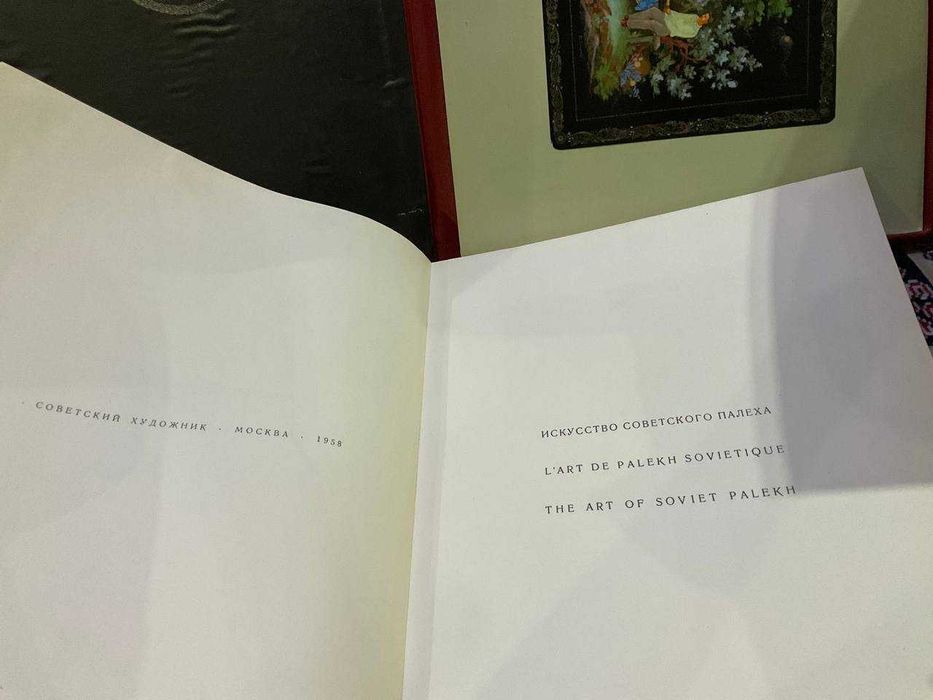 СОВЕТСКИЙ ХУДОЖНИК · МОСКВА · 1958
ИСКУССТВО СОВЕТСКОГО ПАЛЕХА
L'ART DE PALEKH SOVIETIQUE
THE ART OF SOVIET PALEKH